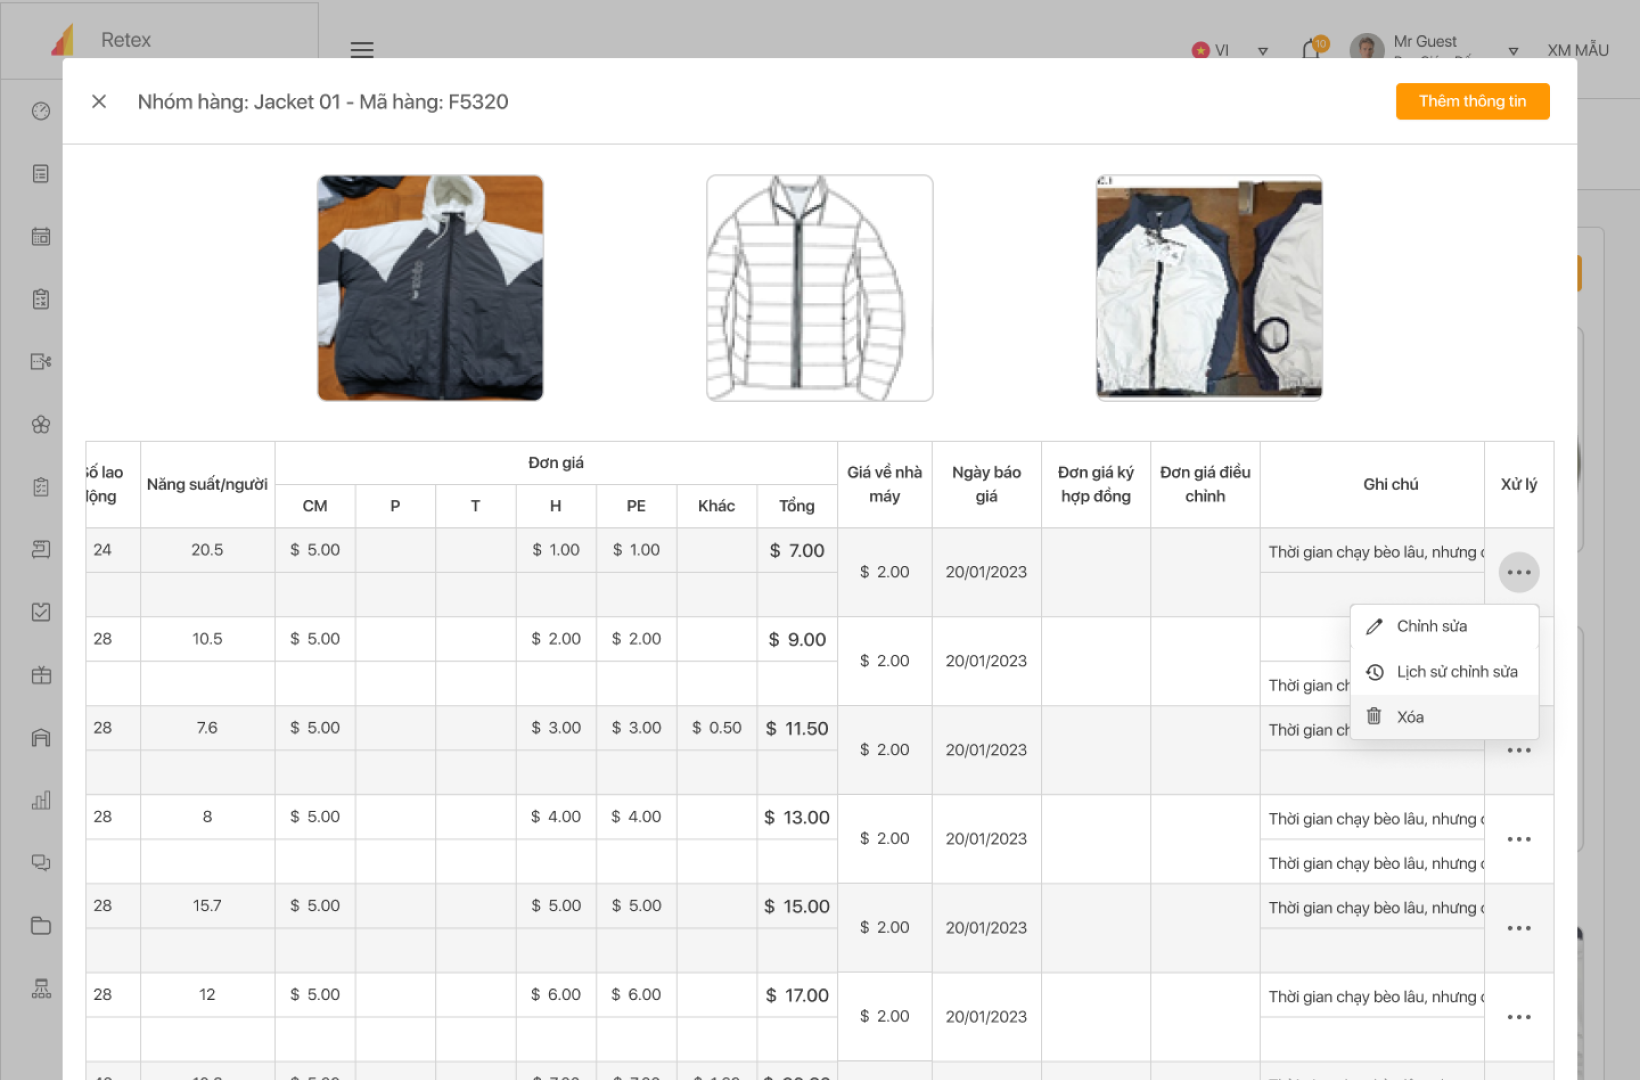 Retex
VI
10
Mr Guest
XM MẪU
Nhóm hàng: Jacket 01 - Mã hàng: F5320
Thêm thông tin
Số lao động
Năng suất/người
Đơn giá
CM P T H PE Khác Tổng
Giá về nhà máy
Ngày báo giá
Đơn giá ký hợp đồng
Đơn giá điều chỉnh
Ghi chú
Xử lý
24 20.5 $ 5.00 $ 1.00 $ 1.00 $ 7.00 $ 2.00 20/01/2023 Thời gian chạy bèo lâu, nhưng
28 10.5 $ 5.00 $ 2.00 $ 2.00 $ 9.00 $ 2.00 20/01/2023
Thời gian
28 7.6 $ 5.00 $ 3.00 $ 3.00 $ 0.50 $ 11.50 $ 2.00 20/01/2023 Thời gian
28 8 $ 5.00 $ 4.00 $ 4.00 $ 13.00 $ 2.00 20/01/2023 Thời gian chạy bèo lâu, nhưng
Thời gian chạy bèo lâu, nhưng
28 15.7 $ 5.00 $ 5.00 $ 5.00 $ 15.00 $ 2.00 20/01/2023 Thời gian chạy bèo lâu, nhưng
28 12 $ 5.00 $ 6.00 $ 6.00 $ 17.00 $ 2.00 20/01/2023 Thời gian chạy bèo lâu, nhưng
Chỉnh sửa
Lịch sử chỉnh sửa
Xóa